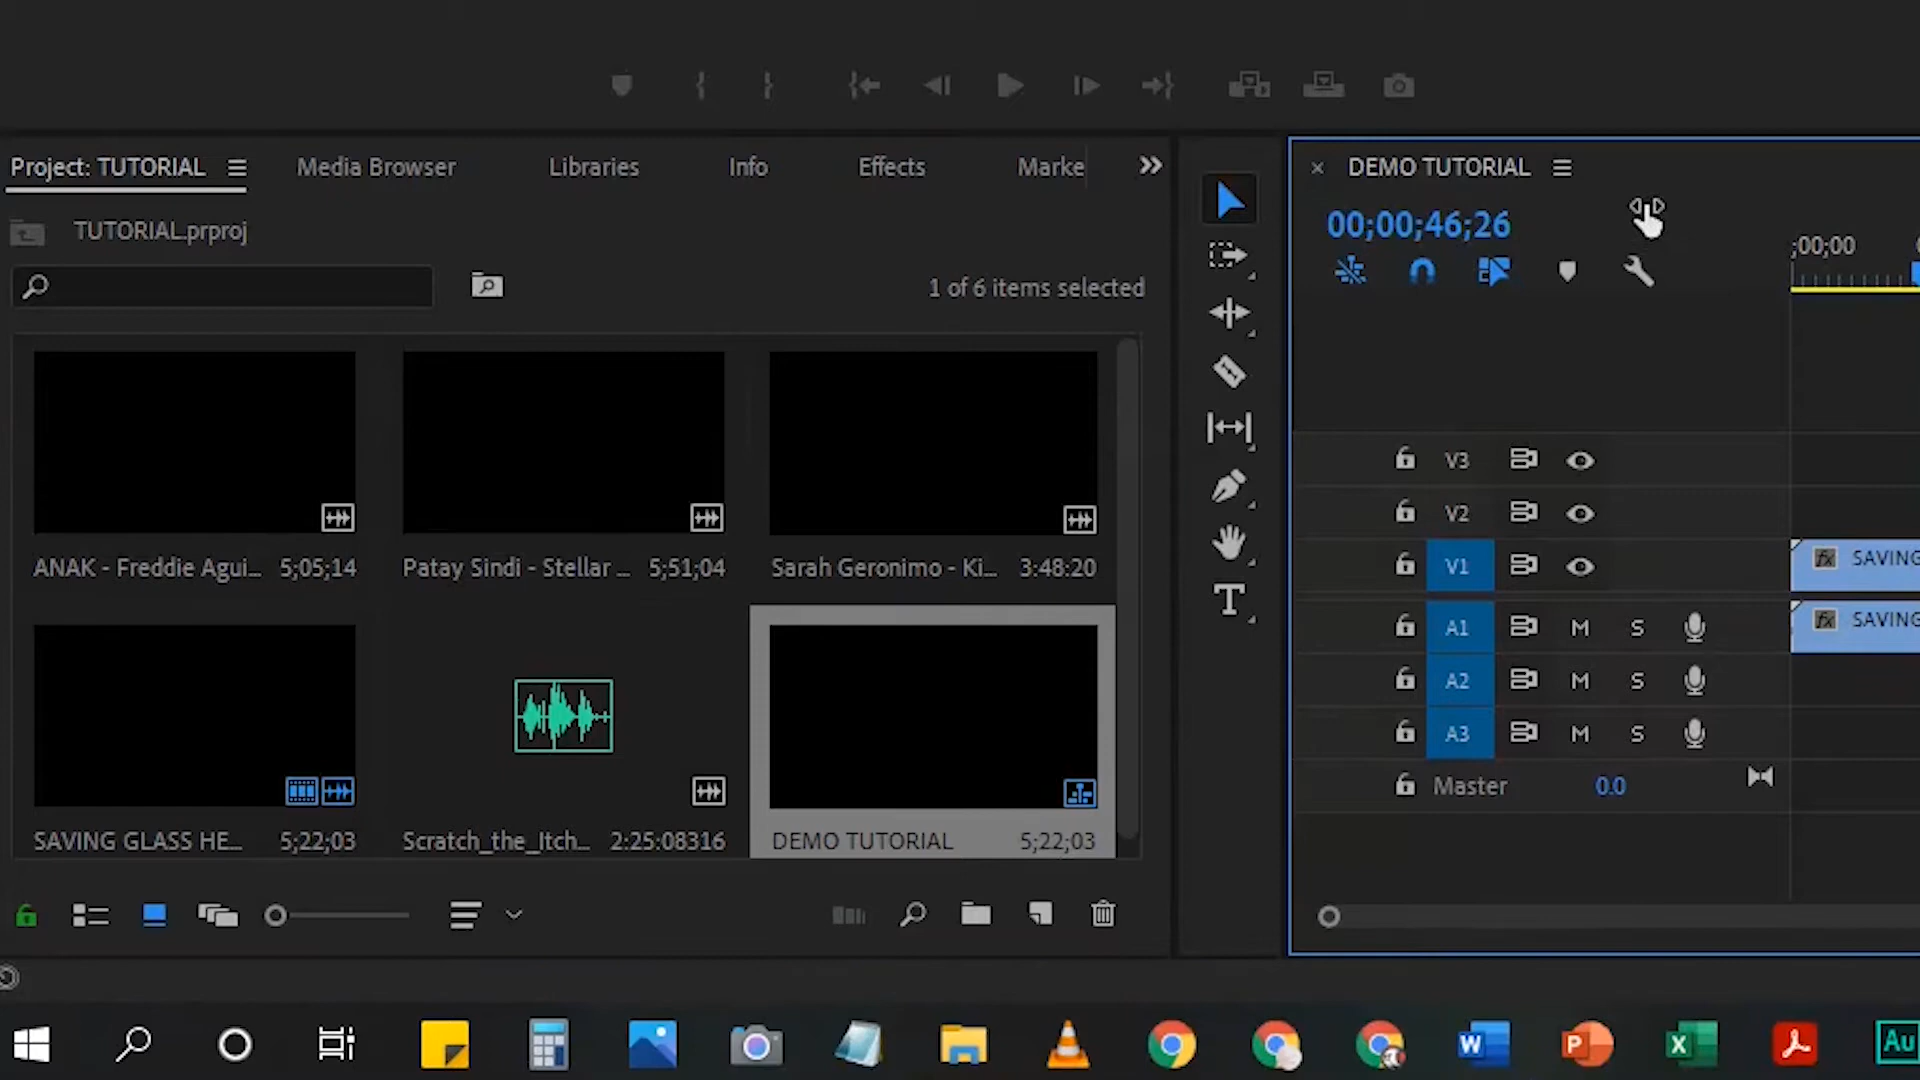 Project: TUTORIAL
Media Browser
Libraries
Info
Effects
Marke
TUTORIAL.prproj
1 of 6 items selected
ANAK - Freddie Agui... 5;05;14
Patay Sindi - Stellar ... 5;51;04
Sarah Geronimo - Ki... 3:48:20
SAVING GLASS HE... 5;22;03
Scratch_the_Itch... 2:25:08316
DEMO TUTORIAL 5;22;03
DEMO TUTORIAL
00;00;46;26
;00;00
V3
V2
V1
SAVING
A1 M S
SAVING
A2 M S
A3 M S
Master 0.0
T
W
P
X
Au